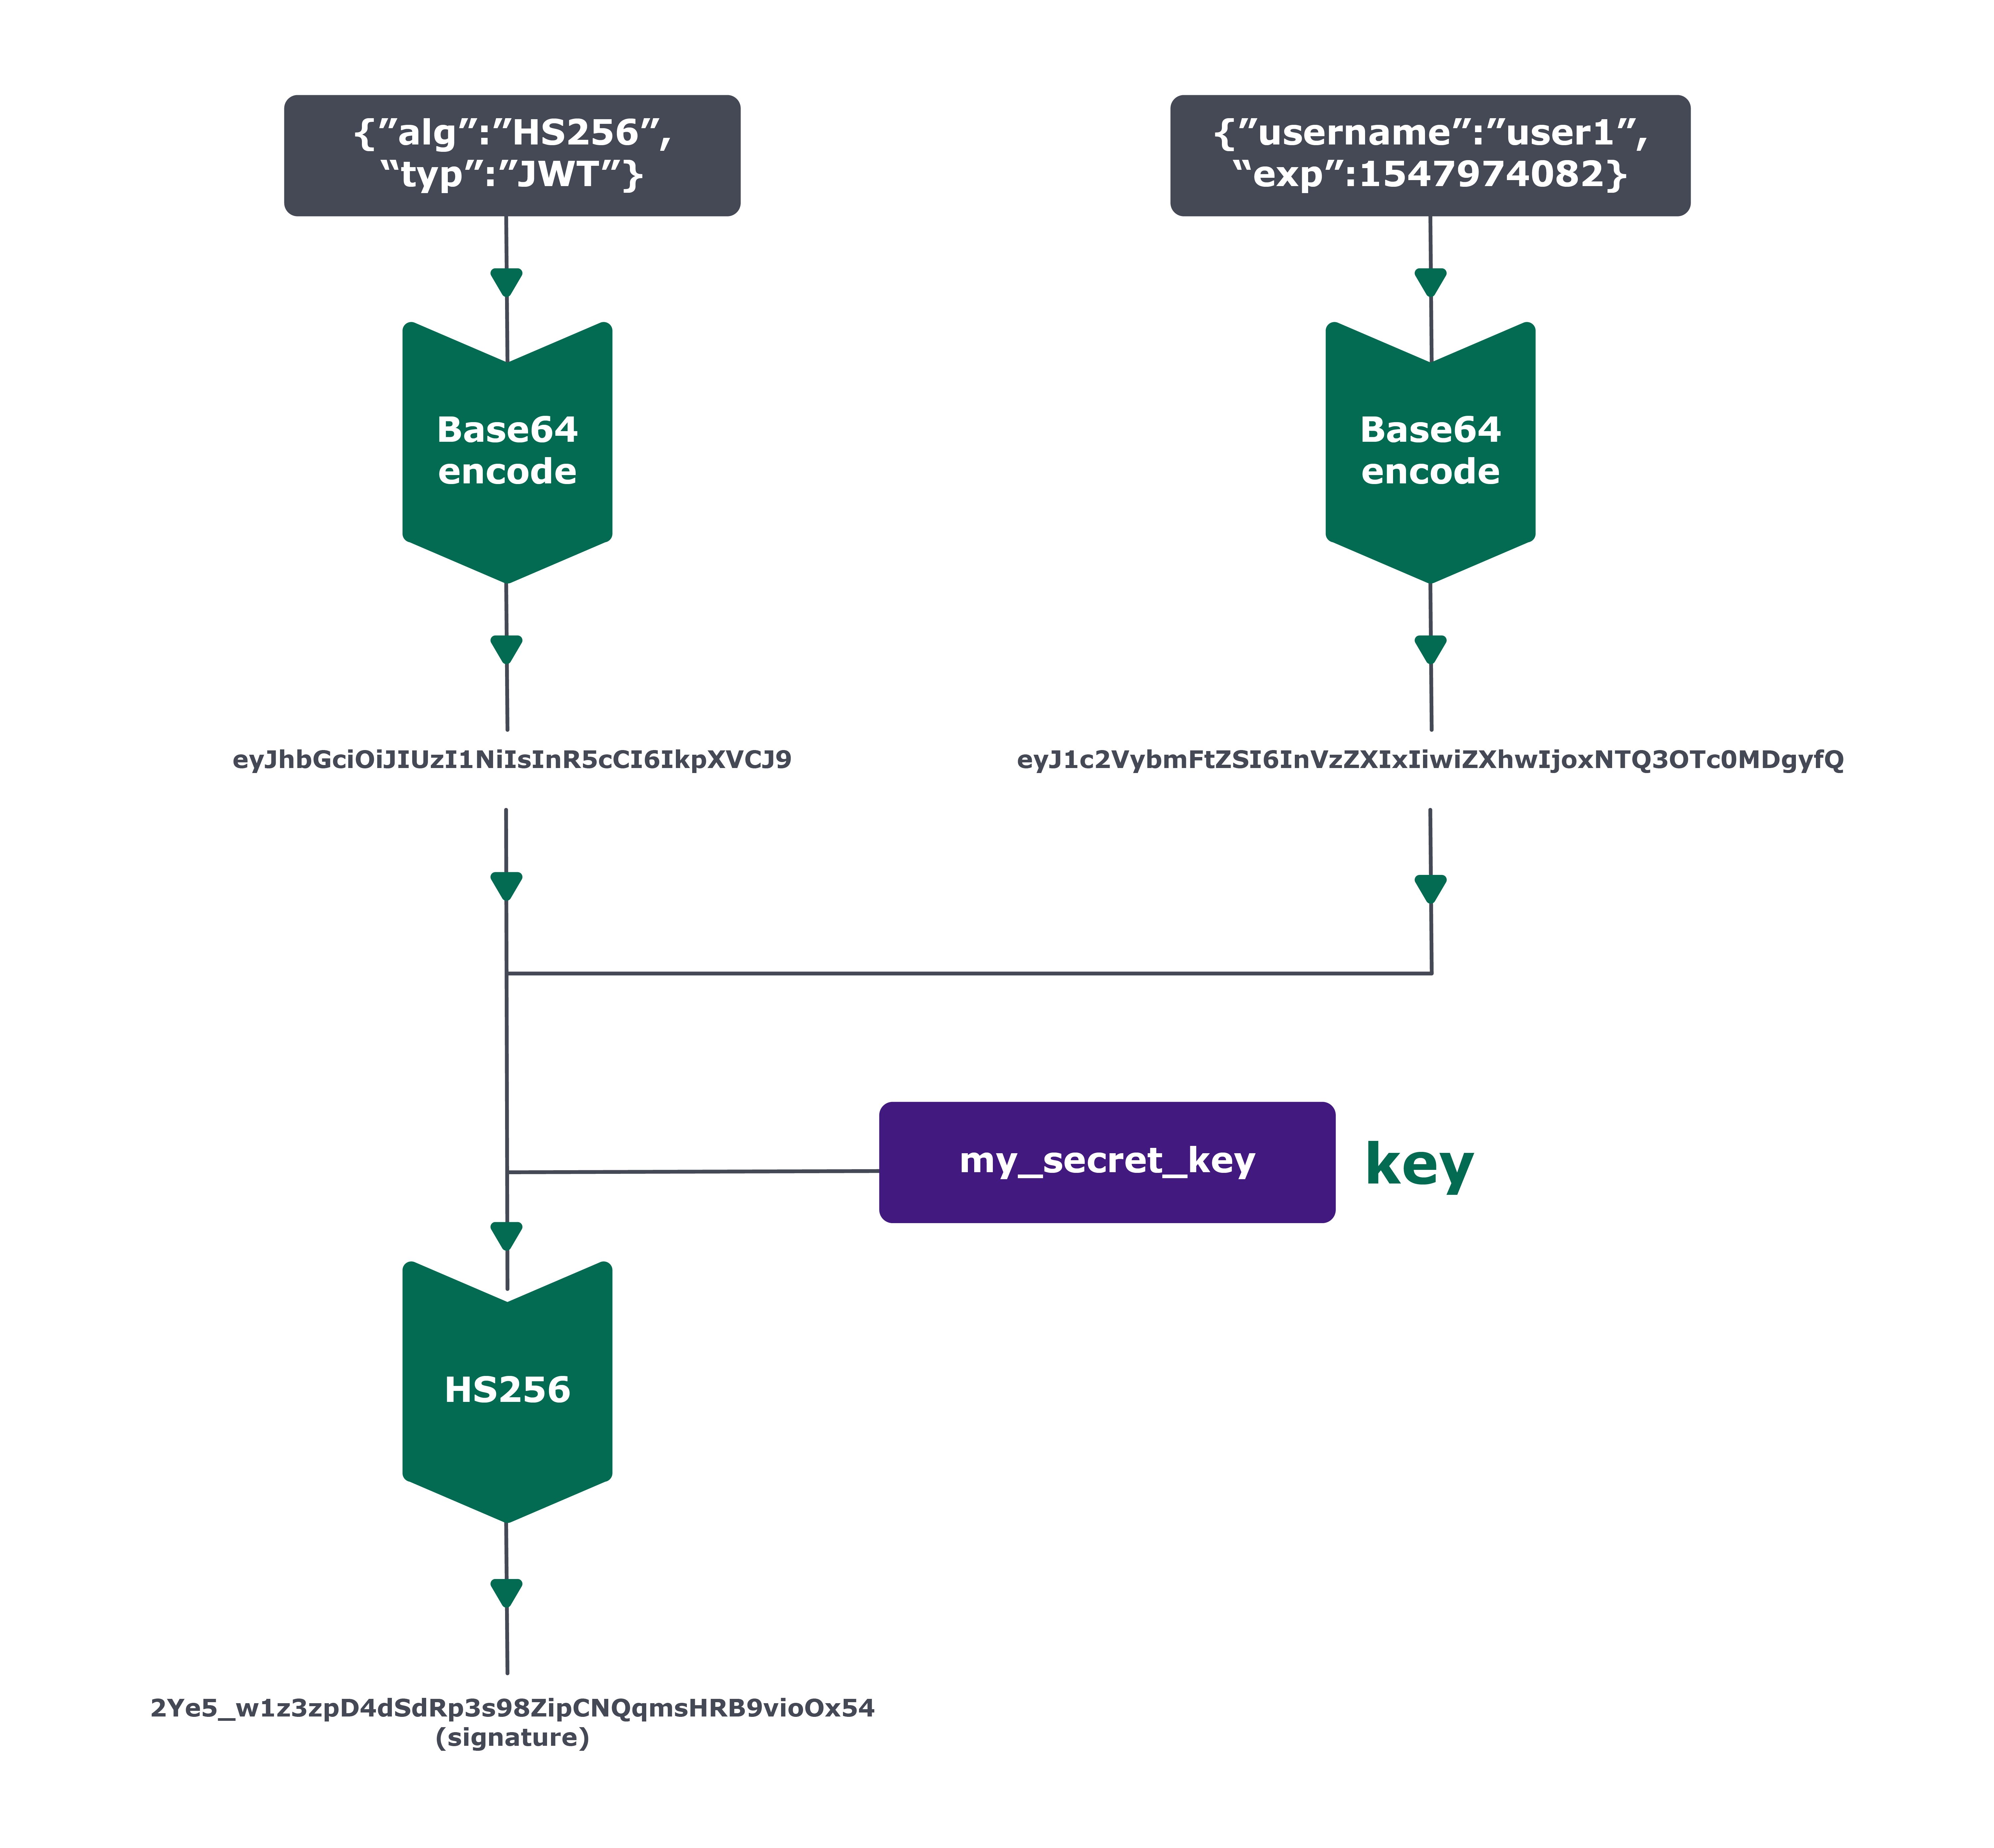 {”alg”:”HS256”,
“typ”:”JWT”}
{”username”:”user1”,
“exp”:1547974082}
Base64
encode
Base64
encode
eyJhbGciOiJIUzI1NiIsInR5cCI6IkpXVCJ9
eyJ1c2VybmFtZSI6InVzZXIxIiwiZXhwIjoxNTQ3OTc0MDgyfQ
my_secret_key
key
HS256
2Ye5_w1z3zpD4dSdRp3s98ZipCNQqmsHRB9vioOx54
(signature)